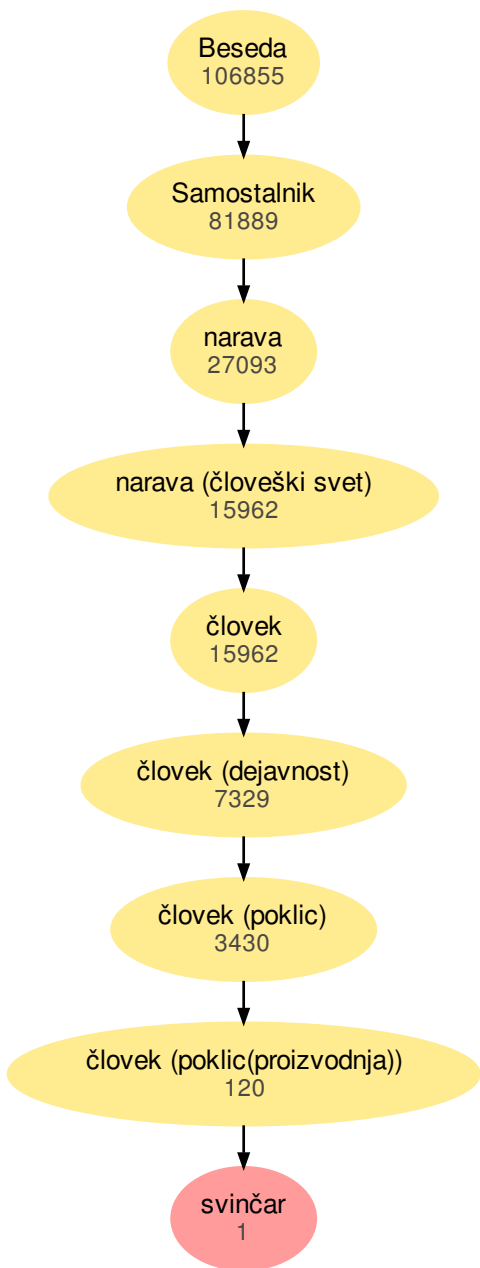 Beseda
106855
Samostalnik
81889
narava
27093
narava (človeški svet)
15962
človek
15962
človek (dejavnost)
7329
človek (poklic)
3430
človek (poklic(proizvodnja))
120
svinčar
1